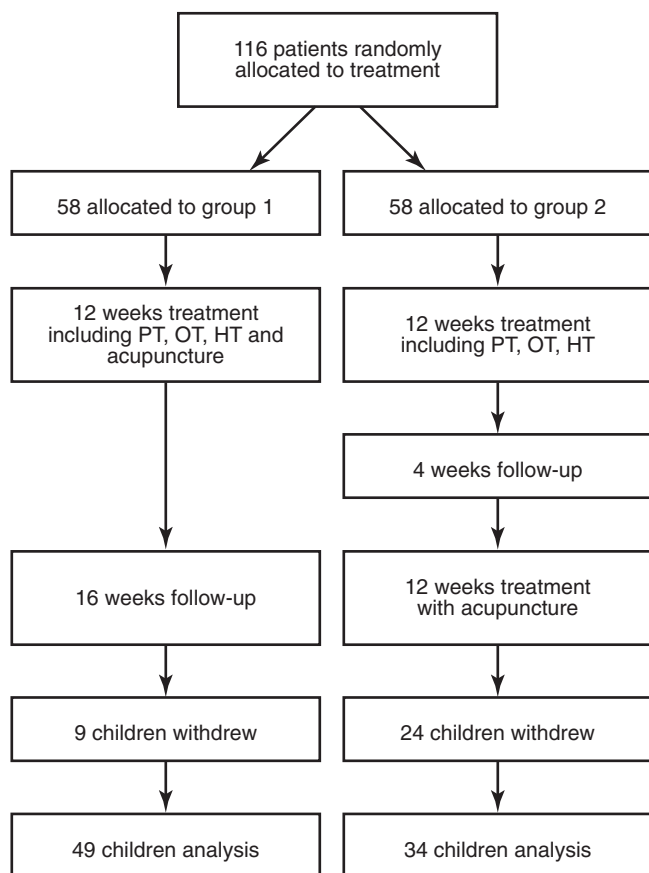 116 patients randomly
allocated to treatment
58 allocated to group 1
58 allocated to group 2
12 weeks treatment
including PT, OT, HT and
acupuncture
12 weeks treatment
including PT, OT, HT
4 weeks follow-up
16 weeks follow-up
12 weeks treatment
with acupuncture
9 children withdrew
24 children withdrew
49 children analysis
34 children analysis